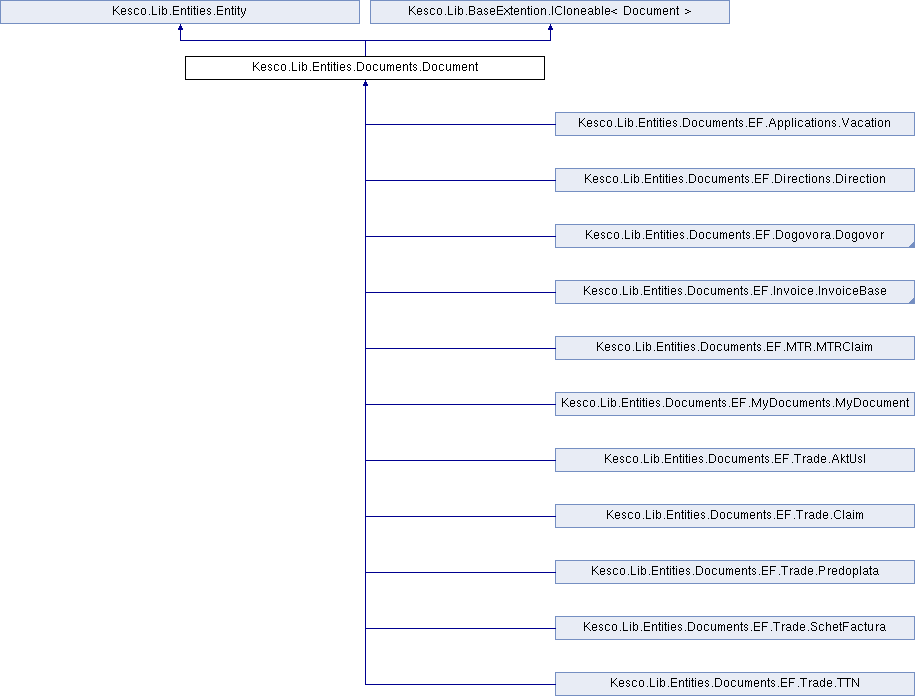 Kesco.Lib.Entities.Entity
Kesco.Lib.BaseExtention.ICloneable< Document >
Kesco.Lib.Entities.Documents.Document
Kesco.Lib.Entities.Documents.EF.Applications.Vacation
Kesco.Lib.Entities.Documents.EF.Directions.Direction
Kesco.Lib.Entities.Documents.EF.Dogovora.Dogovor
Kesco.Lib.Entities.Documents.EF.Invoice.InvoiceBase
Kesco.Lib.Entities.Documents.EF.MTR.MTRClaim
Kesco.Lib.Entities.Documents.EF.MyDocuments.MyDocument
Kesco.Lib.Entities.Documents.EF.Trade.AktUsl
Kesco.Lib.Entities.Documents.EF.Trade.Claim
Kesco.Lib.Entities.Documents.EF.Trade.Predoplata
Kesco.Lib.Entities.Documents.EF.Trade.SchetFactura
Kesco.Lib.Entities.Documents.EF.Trade.TTN